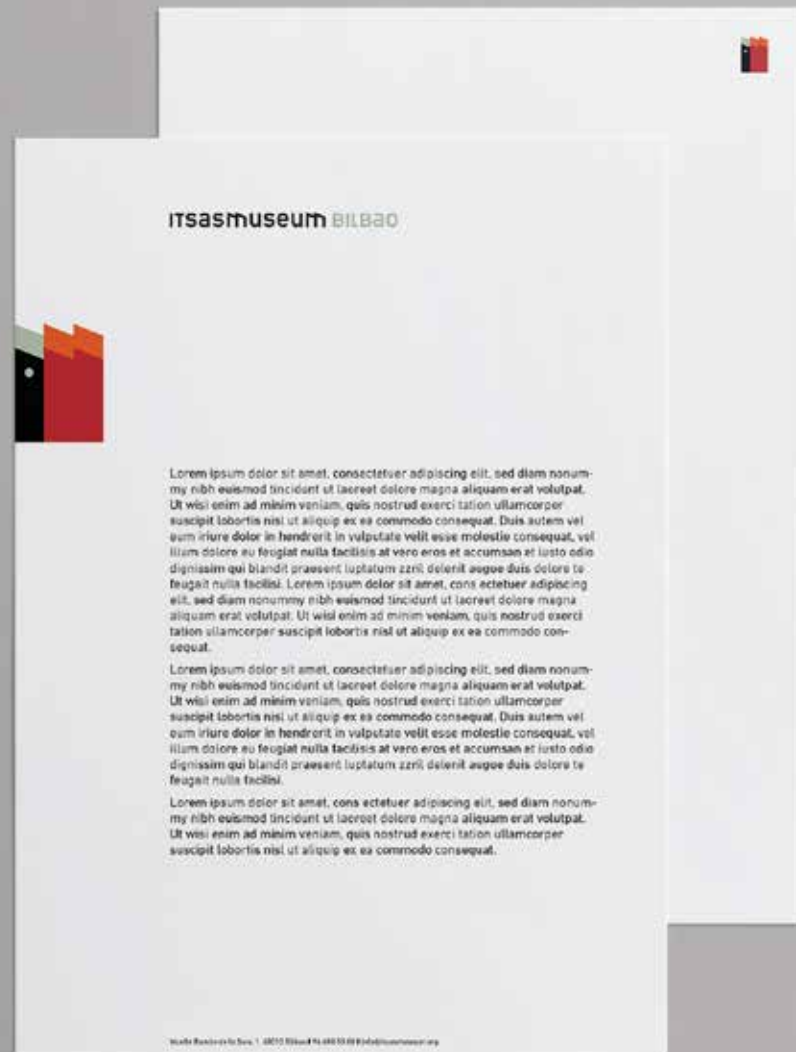 ITsasmuseum BILBaO
Lorem ipsum dolor sit amet, consectetuer adipiscing elit, sed diam nonum-
my nibh euismod tincidunt ut laoreet dolore magna aliquam erat volutpat.
Ut wisi enim ad minim veniam, quis nostrud exerci tation ullamcorper
suscipit lobortis nisl ut aliquip ex ea commodo consequat. Duis autem vel
eum iriure dolor in hendrerit in vulputate velit esse molestie consequat, vel
illum dolore eu feugiat nulla facilisis at vero eros et accumsan et iusto odio
dignissim qui blandit praesent luptatum zzril delenit augue duis dolore te
feugait nulla facilisi. Lorem ipsum dolor sit amet, cons ectetuer adipiscing
elit, sed diam nonummy nibh euismod tincidunt ut laoreet dolore magna
aliquam erat volutpat. Ut wisi enim ad minim veniam, quis nostrud exerci
tation ullamcorper suscipit lobortis nisl ut aliquip ex ea commodo con-
sequat.
Lorem ipsum dolor sit amet, consectetuer adipiscing elit, sed diam nonum-
my nibh euismod tincidunt ut laoreet dolore magna aliquam erat volutpat.
Ut wisi enim ad minim veniam, quis nostrud exerci tation ullamcorper
suscipit lobortis nisl ut aliquip ex ea commodo consequat. Duis autem vel
eum iriure dolor in hendrerit in vulputate velit esse molestie consequat, vel
illum dolore eu feugiat nulla facilisis at vero eros et accumsan et iusto odio
dignissim qui blandit praesent luptatum zzril delenit augue duis dolore te
feugait nulla facilisi.
Lorem ipsum dolor sit amet, cons ectetuer adipiscing elit, sed diam nonum-
my nibh euismod tincidunt ut laoreet dolore magna aliquam erat volutpat.
Ut wisi enim ad minim veniam, quis nostrud exerci tation ullamcorper
suscipit lobortis nisl ut aliquip ex ea commodo consequat.